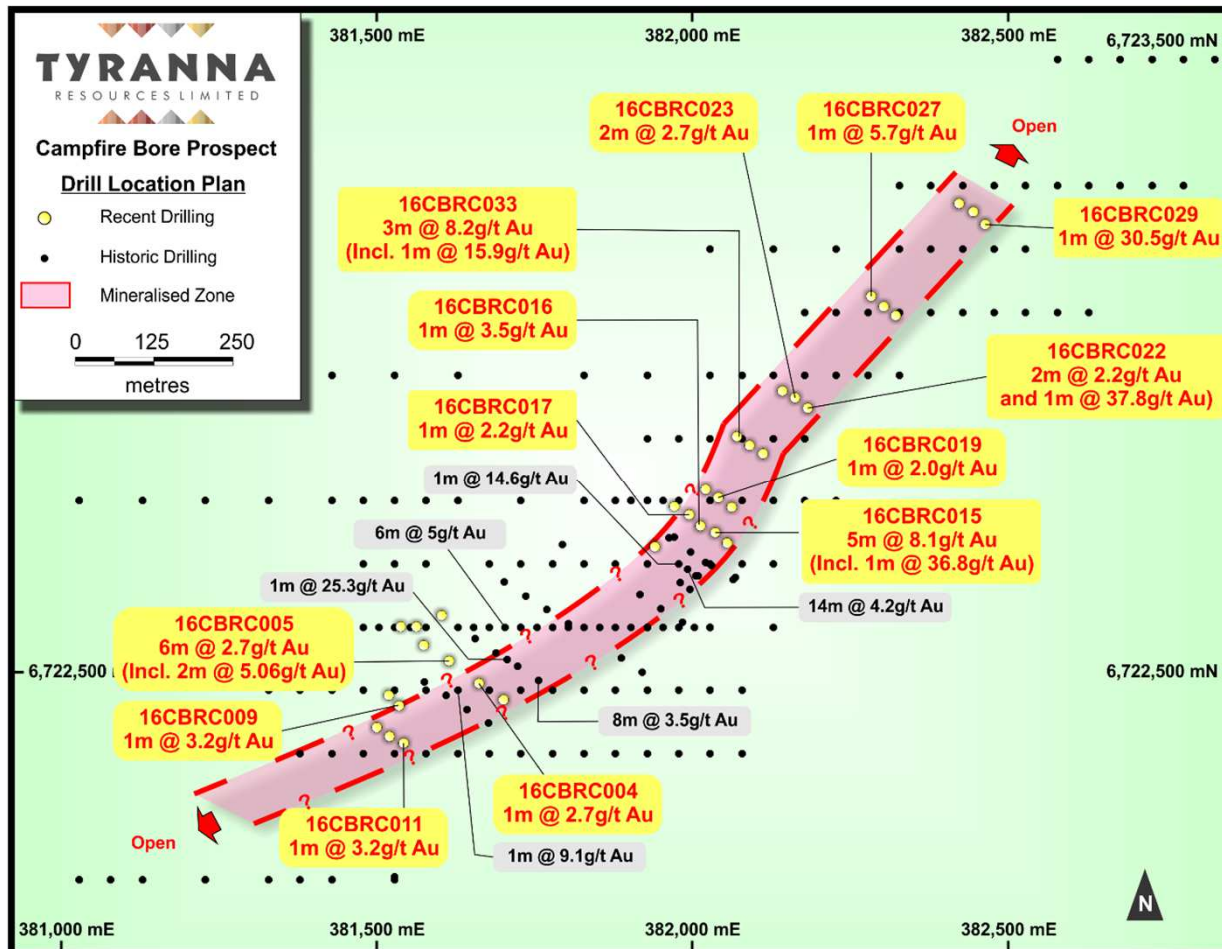 TYRANNA
RESOURCES LIMITED
Campfire Bore Prospect
Drill Location Plan
Recent Drilling
Historic Drilling
Mineralised Zone
0 125 250
metres
381,500 mE
382,000 mE
382,500 mE
6,723,500 mN
16CBRC023
2m @ 2.7g/t Au
16CBRC027
1m @ 5.7g/t Au
Open
16CBRC033
3m @ 8.2g/t Au
(Incl. 1m @ 15.9g/t Au)
16CBRC029
1m @ 30.5g/t Au
16CBRC016
1m @ 3.5g/t Au
16CBRC022
2m @ 2.2g/t Au
and 1m @ 37.8g/t Au)
16CBRC017
1m @ 2.2g/t Au
16CBRC019
1m @ 2.0g/t Au
1m @ 14.6g/t Au
?
?
16CBRC015
5m @ 8.1g/t Au
(Incl. 1m @ 36.8g/t Au)
6m @ 5g/t Au
?
1m @ 25.3g/t Au
?
14m @ 4.2g/t Au
16CBRC005
6m @ 2.7g/t Au
(Incl. 2m @ 5.06g/t Au)
?
?
6,722,500 m
6,722,500 mN
?
?
16CBRC009
1m @ 3.2g/t Au
8m @ 3.5g/t Au
?
?
16CBRC004
1m @ 2.7g/t Au
?
16CBRC011
1m @ 3.2g/t Au
Open
1m @ 9.1g/t Au
N
381,000 mE
381,500 mE
382,000 mE
382,500 mE